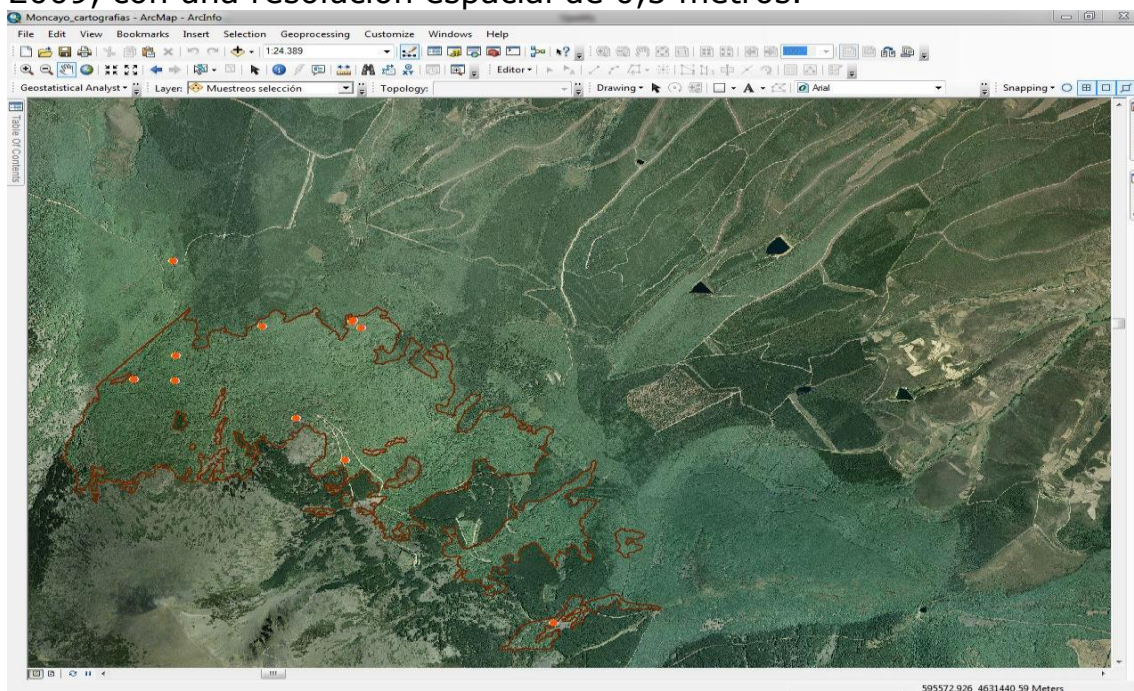 2009, con una resolución espacial de 0,5 metros.
Moncayo_cartografias - ArcMap - ArcInfo
File Edit View Bookmarks Insert Selection Geoprocessing Customize Windows Help
1:24.389
Editor
Geostatistical Analyst Layer: Muestreos selección Topology: Drawing A Arial Snapping
Table Of Contents
595572,926 4631440,59 Meters